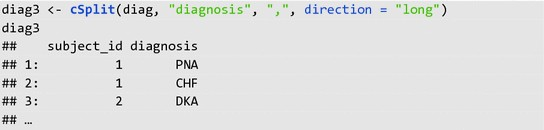 diag3 <- cSplit(diag, "diagnosis", ",", direction = "long")
diag3
##    subject_id diagnosis
## 1:          1       PNA
## 2:          1       CHF
## 3:          2       DKA
## …